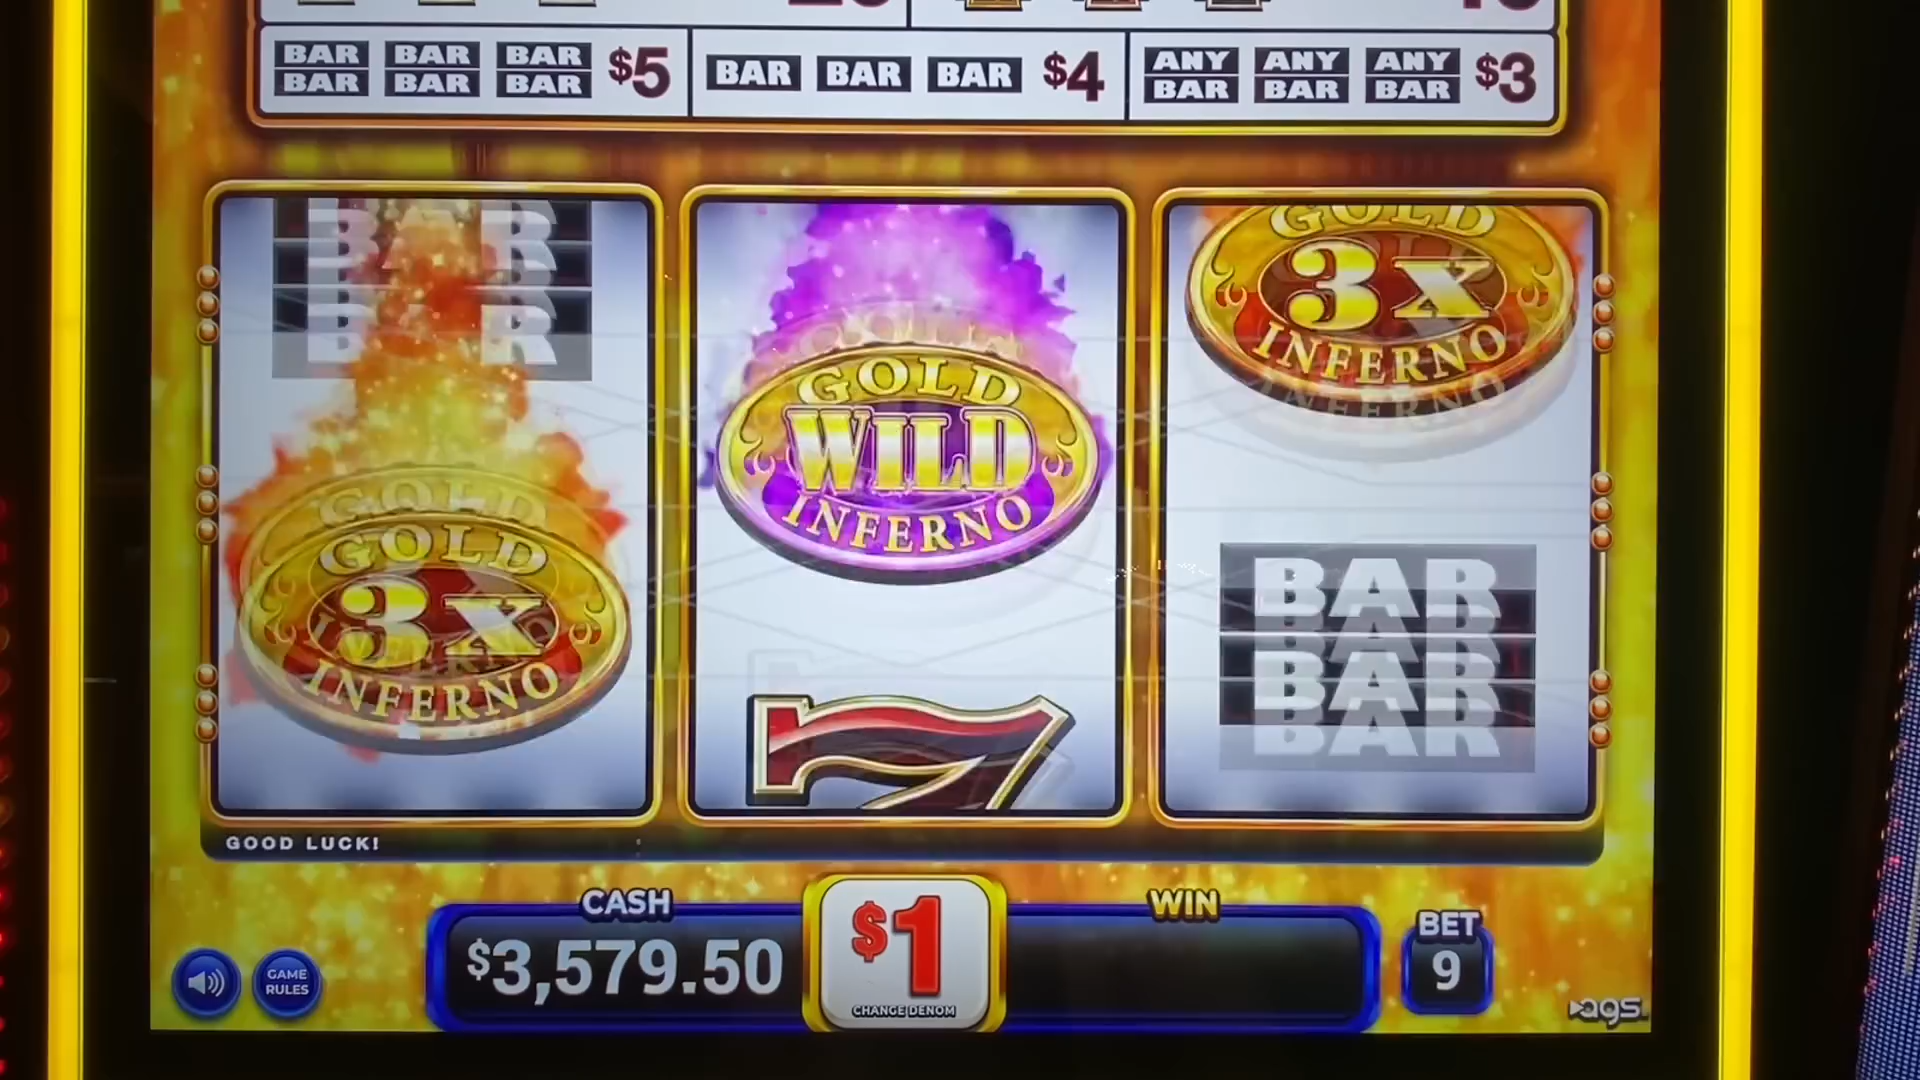 BAR BAR BAR
BAR BAR BAR
$5
BAR BAR BAR $4
ANY ANY ANY
BAR BAR BAR
$3
BAR
BAR
GOLD
3x
INFERNO
GOLD
WILD
INFERNO
GOLD
3x
INFERNO
BAR
BAR
BAR
7
GOOD LUCK!
CASH
$3,579.50
$1
CHANGE DENOM
WIN
BET
9
GAME
RULES
AGS